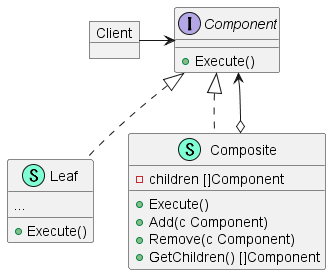 Client
I Component
Execute()
S Leaf
...
Execute()
S Composite
children []Component
Execute()
Add(c Component)
Remove(c Component)
GetChildren() []Component